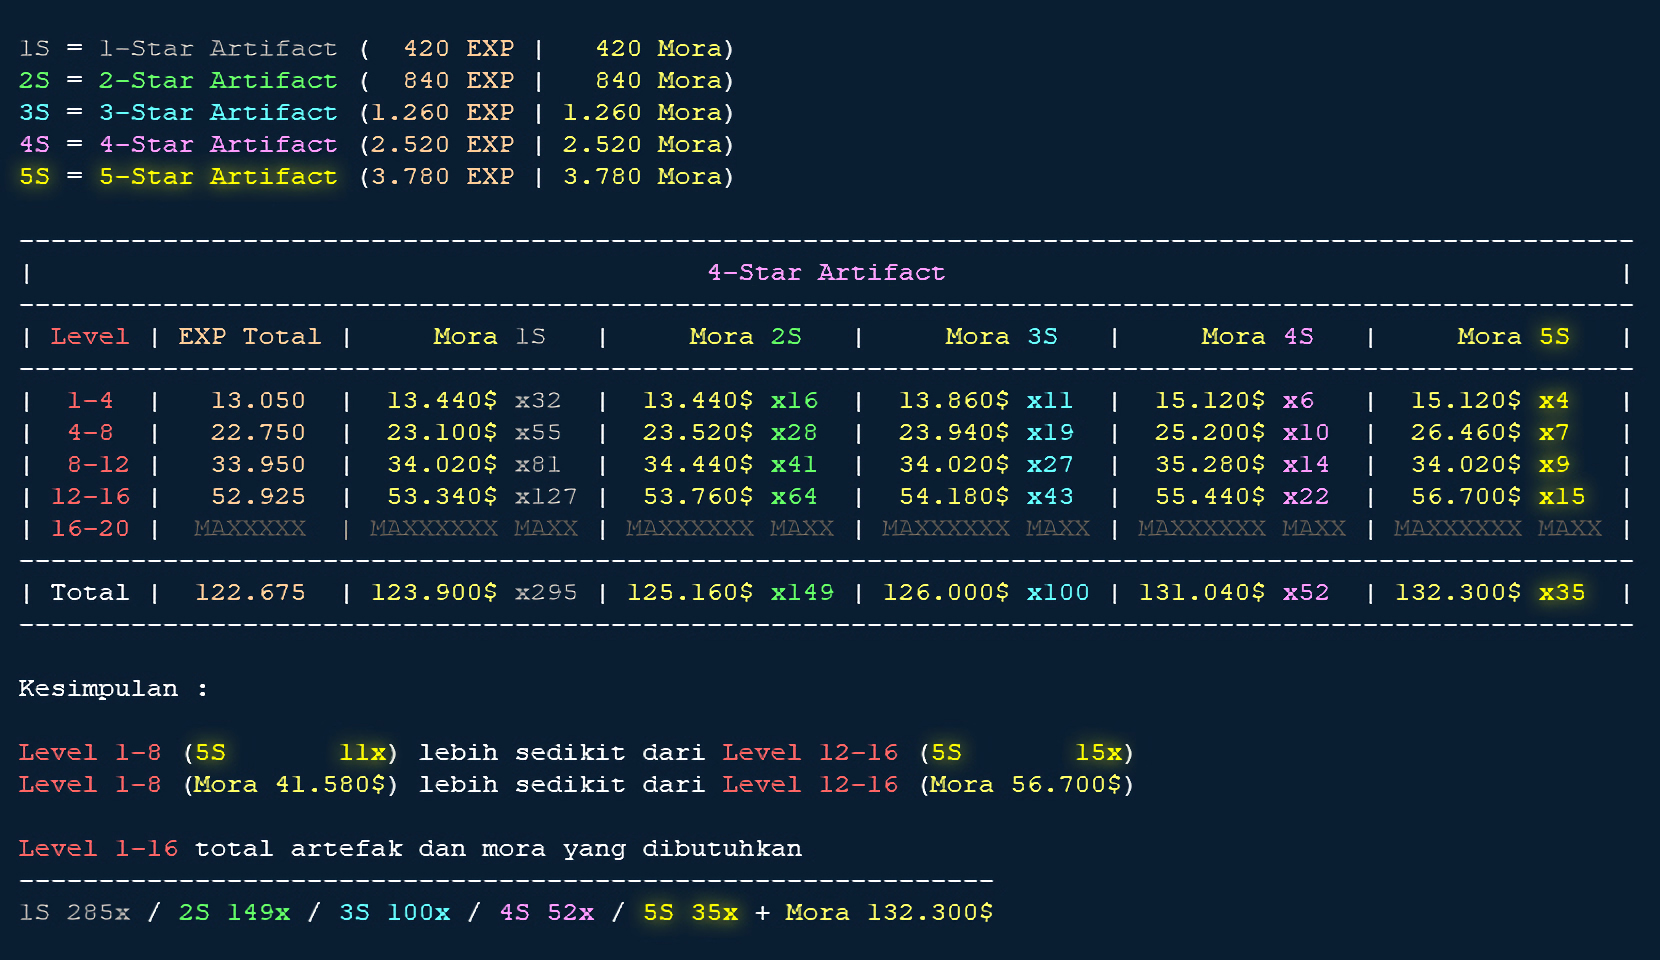 1S = 1-Star Artifact (  420 EXP |   420 Mora)
2S = 2-Star Artifact (  840 EXP |   840 Mora)
3S = 3-Star Artifact (1.260 EXP | 1.260 Mora)
4S = 4-Star Artifact (2.520 EXP | 2.520 Mora)
5S = 5-Star Artifact (3.780 EXP | 3.780 Mora)
| 4-Star Artifact |
| Level | EXP Total | Mora 1S | Mora 2S | Mora 3S | Mora 4S | Mora 5S |
| 1-4 | 13.050 | 13.440$ x32 | 13.440$ x16 | 13.860$ x11 | 15.120$ x6 | 15.120$ x4 |
| 4-8 | 22.750 | 23.100$ x55 | 23.520$ x28 | 23.940$ x19 | 25.200$ x10 | 26.460$ x7 |
| 8-12 | 33.950 | 34.020$ x81 | 34.440$ x41 | 34.020$ x27 | 35.280$ x14 | 34.020$ x9 |
| 12-16 | 52.925 | 53.340$ x127 | 53.760$ x64 | 54.180$ x43 | 55.440$ x22 | 56.700$ x15 |
| 16-20 | MAXXXXX | MAXXXXXX MAXX | MAXXXXXX MAXX | MAXXXXXX MAXX | MAXXXXXX MAXX | MAXXXXXX MAXX |
| Total | 122.675 | 123.900$ x295 | 125.160$ x149 | 126.000$ x100 | 131.040$ x52 | 132.300$ x35 |
Kesimpulan :
Level 1-8 (5S 11x) lebih sedikit dari Level 12-16 (5S 15x)
Level 1-8 (Mora 41.580$) lebih sedikit dari Level 12-16 (Mora 56.700$)
Level 1-16 total artefak dan mora yang dibutuhkan
1S 285x / 2S 149x / 3S 100x / 4S 52x / 5S 35x + Mora 132.300$